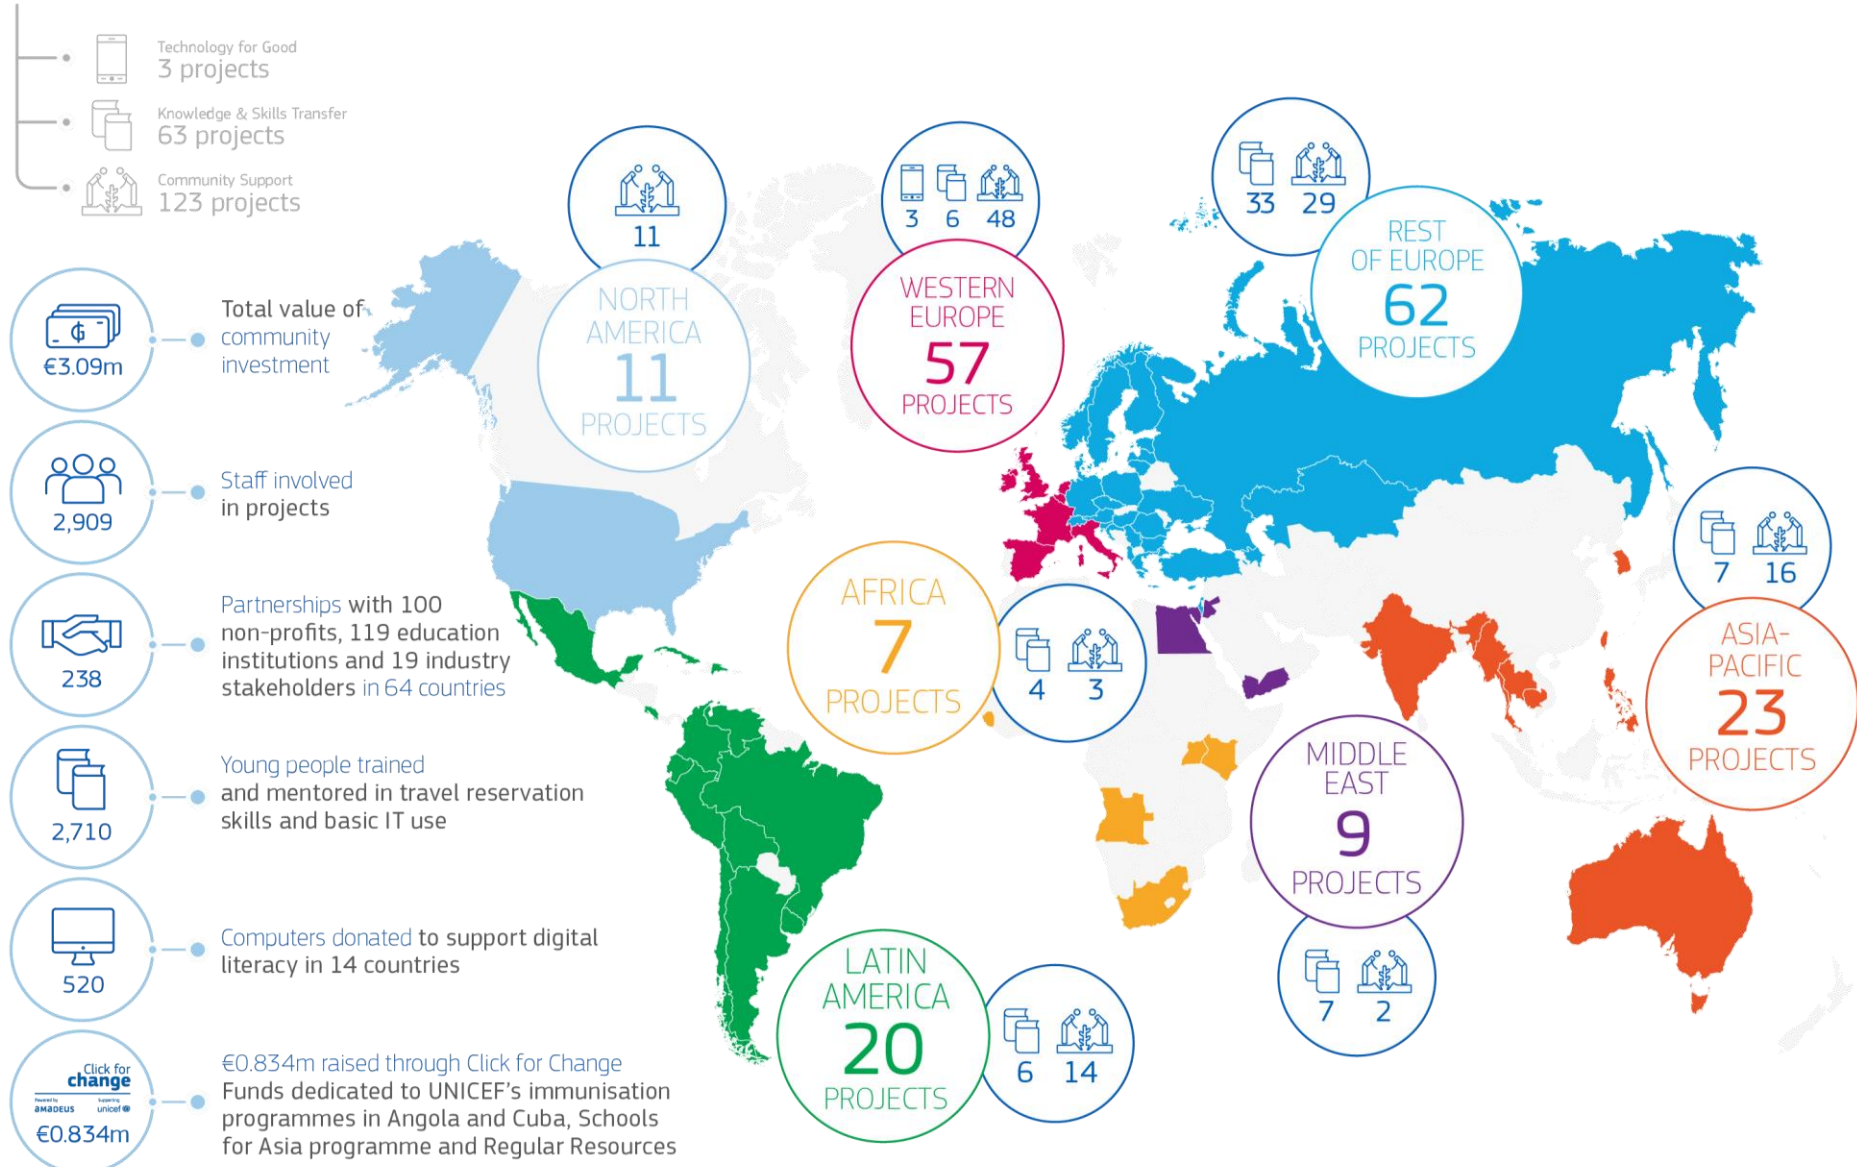 Technology for Good
3 projects
Knowledge & Skills Transfer
63 projects
Community Support
123 projects
€3.09m
Total value of
community
investment
2,909
Staff involved
in projects
238
Partnerships with 100
non-profits, 119 education
institutions and 19 industry
stakeholders in 64 countries
2,710
Young people trained
and mentored in travel reservation
skills and basic IT use
520
Computers donated to support digital
literacy in 14 countries
Click for
change
Powered by
amadeus
Supporting
unicef
€0.834m
€0.834m raised through Click for Change
Funds dedicated to UNICEF's immunisation
programmes in Angola and Cuba, Schools
for Asia programme and Regular Resources
11
NORTH
AMERICA
11
PROJECTS
3 6 48
WESTERN
EUROPE
57
PROJECTS
33 29
REST
OF EUROPE
62
PROJECTS
AFRICA
7
PROJECTS
4 3
7 16
ASIA-
PACIFIC
23
PROJECTS
MIDDLE
EAST
9
PROJECTS
7 2
LATIN
AMERICA
20
PROJECTS
6 14